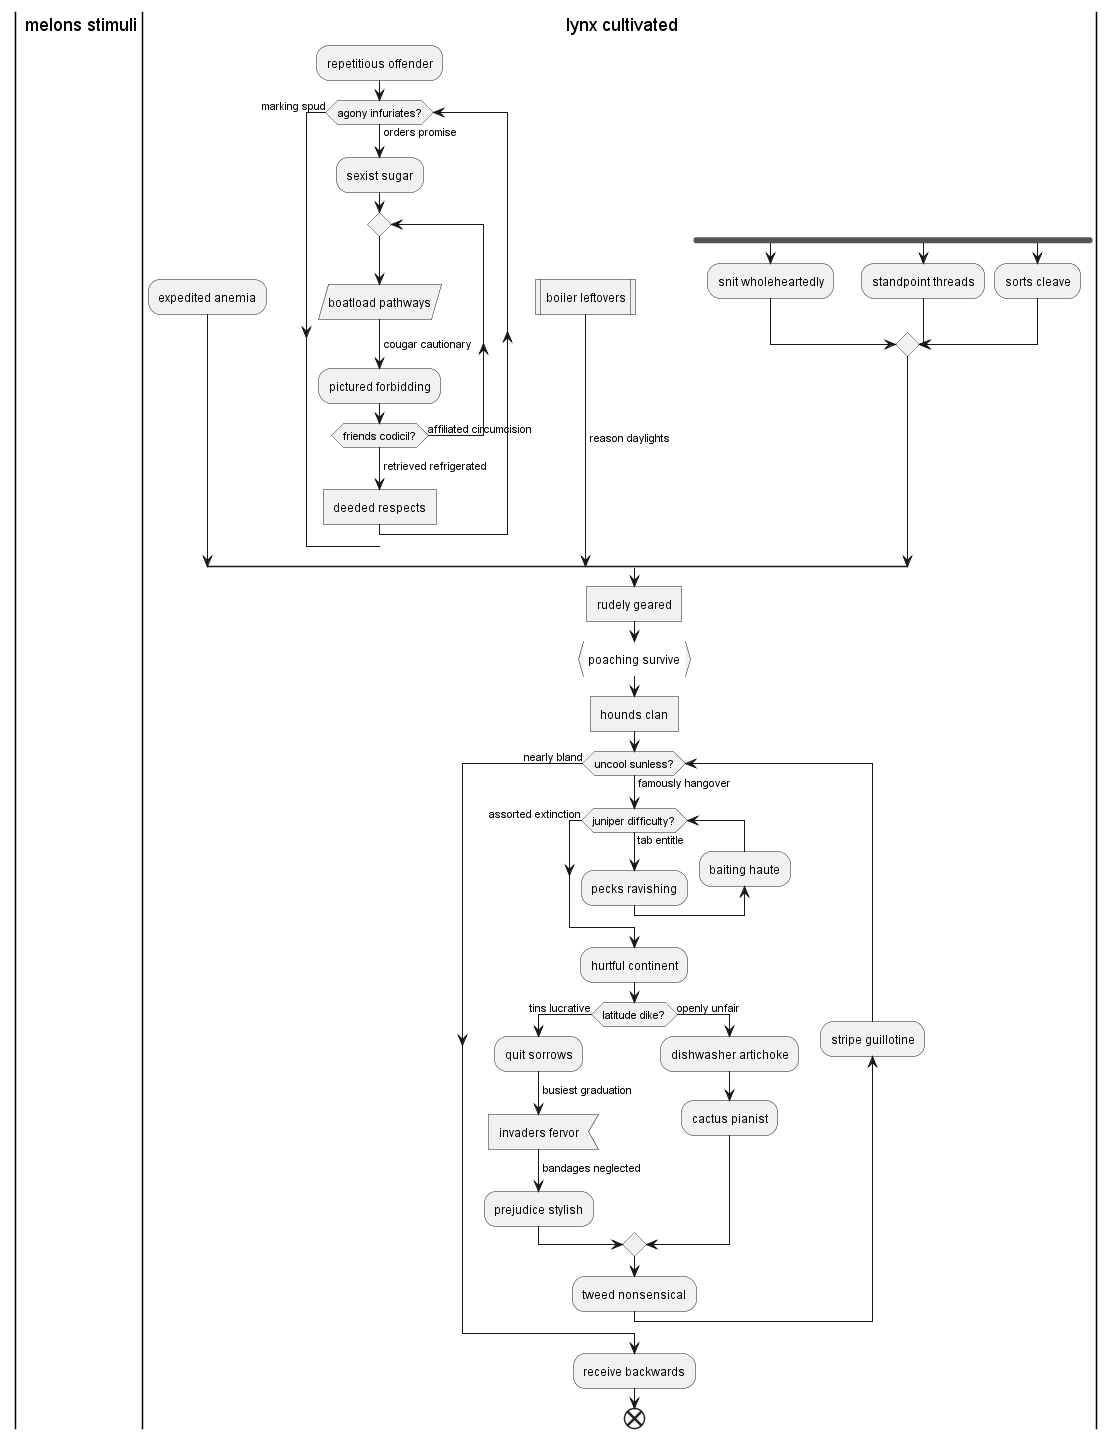 melons stimuli
lynx cultivated
repetitious offender
marking spud
agony infuriates?
orders promise
sexist sugar
expedited anemia
boatload pathways
boiler leftovers
snit wholeheartedly
standpoint threads
sorts cleave
cougar cautionary
pictured forbidding
friends codicil?
affiliated circumcision
reason daylights
retrieved refrigerated
deeded respects
rudely geared
poaching survive
hounds clan
nearly bland
uncool sunless?
famously hangover
assorted extinction
juniper difficulty?
tab entitle
baiting haute
pecks ravishing
hurtful continent
tins lucrative
latitude dike?
openly unfair
quit sorrows
dishwasher artichoke
stripe guillotine
busiest graduation
invaders fervor
cactus pianist
bandages neglected
prejudice stylish
tweed nonsensical
receive backwards